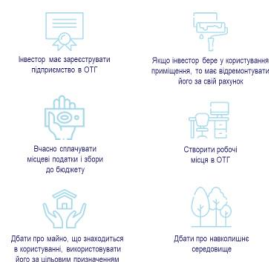 Інвестор має зареєструвати
підприємство в ОТГ
Якщо інвестор бере у користування
приміщення, то має відремонтувати
його за свій рахунок
Вчасно сплачувати
місцеві податки і збори
до бюджету
Створити робочі
місця в ОТГ
Дбати про майно, що знаходиться
в користуванні, використовувати
його за цільовим призначенням
Дбати про навколишнє
середовище